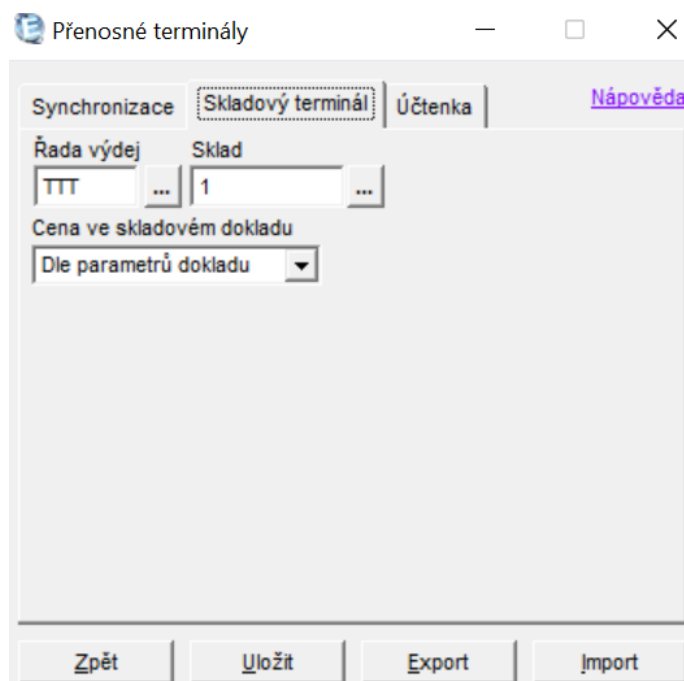 Přenosné terminály
Synchronizace Skladový terminál Účtenka Nápověda
Řada výdej Sklad
TTT ... 1 ...
Cena ve skladovém dokladu
Dle parametrů dokladu
Zpět Uložit Export Import